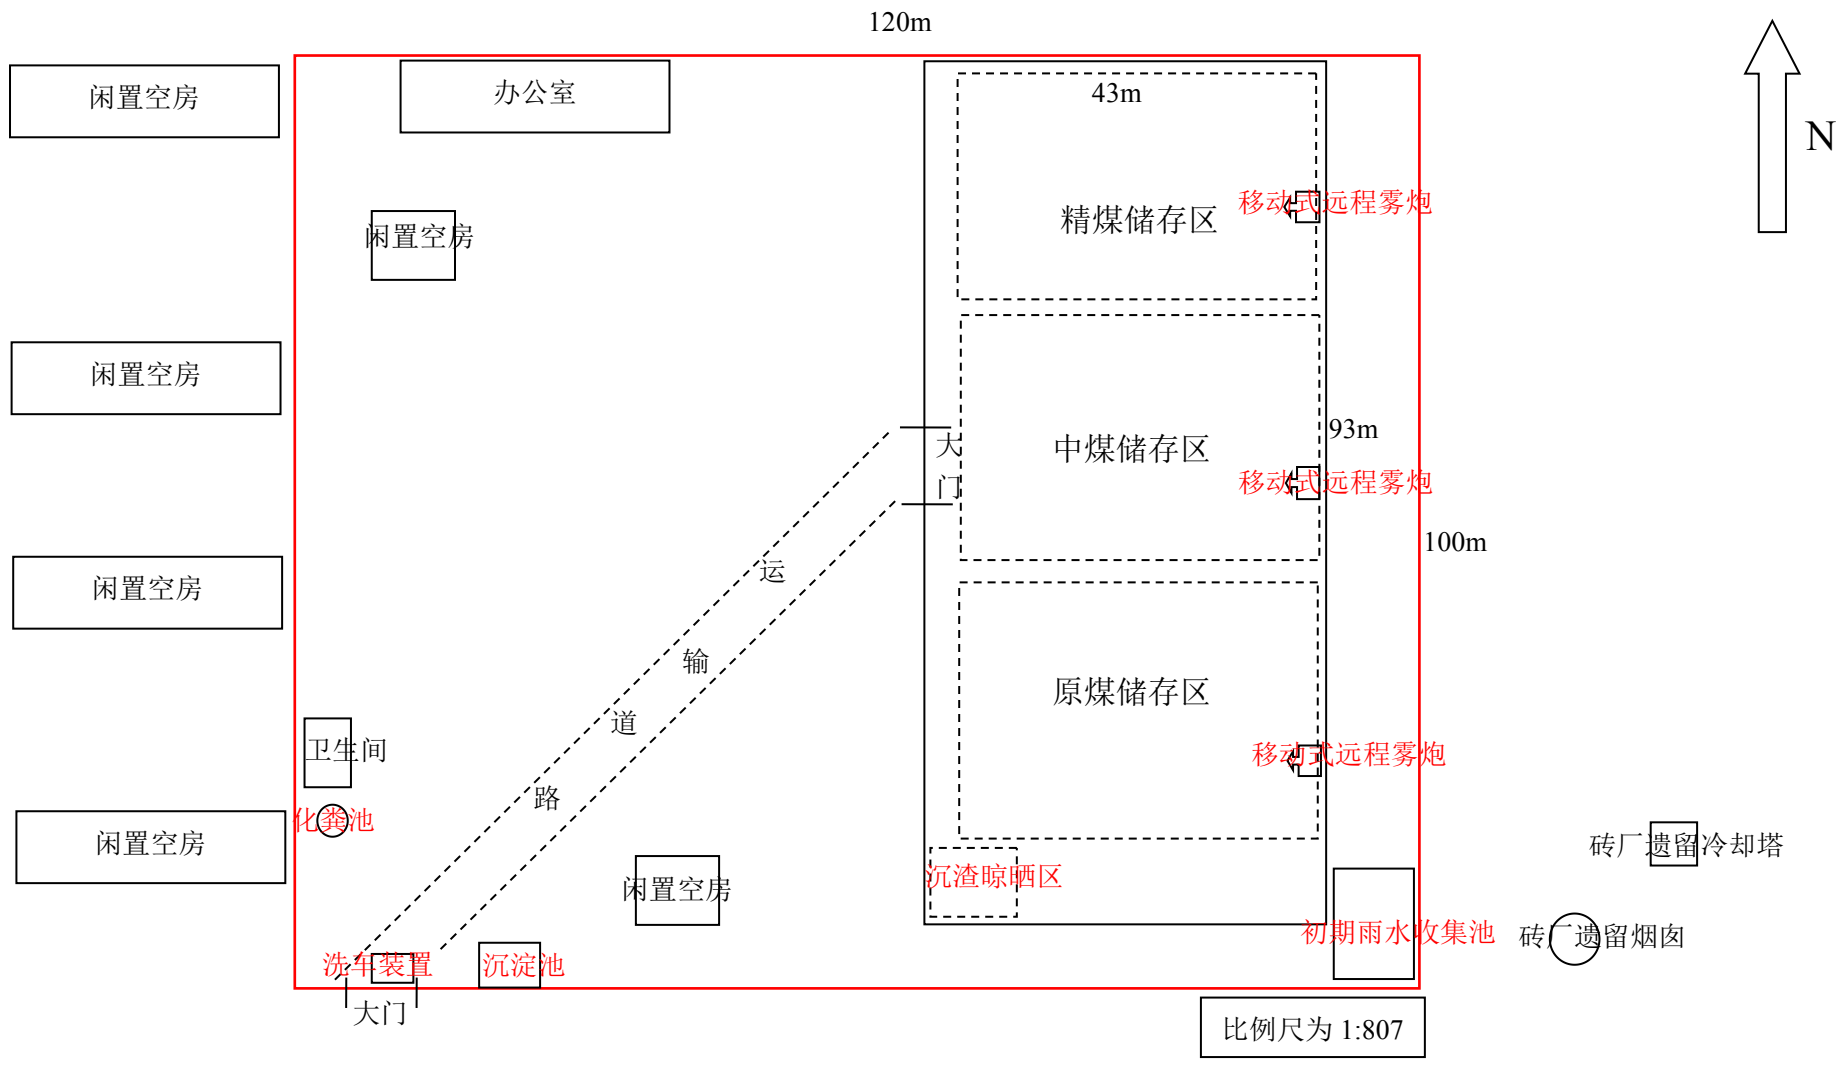 120m
闲置空房
办公室
43m
N
移动式远程雾炮
精煤储存区
闲置空房
闲置空房
93m
大门
中煤储存区
移动式远程雾炮
100m
运输道路
闲置空房
原煤储存区
卫生间
移动式远程雾炮
化粪池
闲置空房
砖厂遗留冷却塔
沉渣晾晒区
闲置空房
初期雨水收集池
砖厂遗留烟囱
洗车装置
沉淀池
大门
比例尺为 1:807